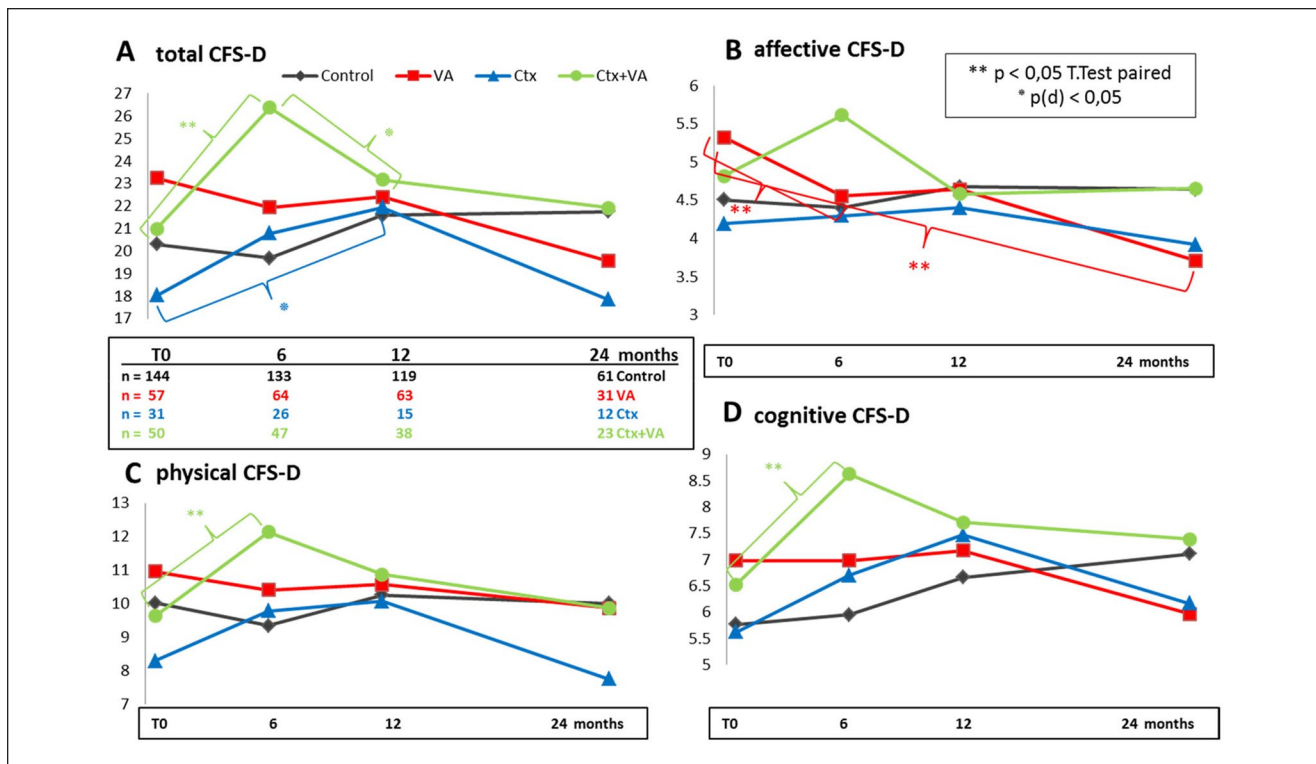 A total CFS-D
Control VA Ctx Ctx+VA
27
26
25
24
23
22
21
20
19
18
17
**
*
*
T0 6 12 24 months
n = 144 133 119 61 Control
n = 57 64 63 31 VA
n = 31 26 15 12 Ctx
n = 50 47 38 23 Ctx+VA
B affective CFS-D
** p < 0,05 T.Test paired
* p(d) < 0,05
6
5.5
5
4.5
4
3.5
3
**
**
T0 6 12 24 months
C physical CFS-D
13
12
11
10
9
8
7
**
T0 6 12 24 months
D cognitive CFS-D
9
8.5
8
7.5
7
6.5
6
5.5
5
**
T0 6 12 24 months